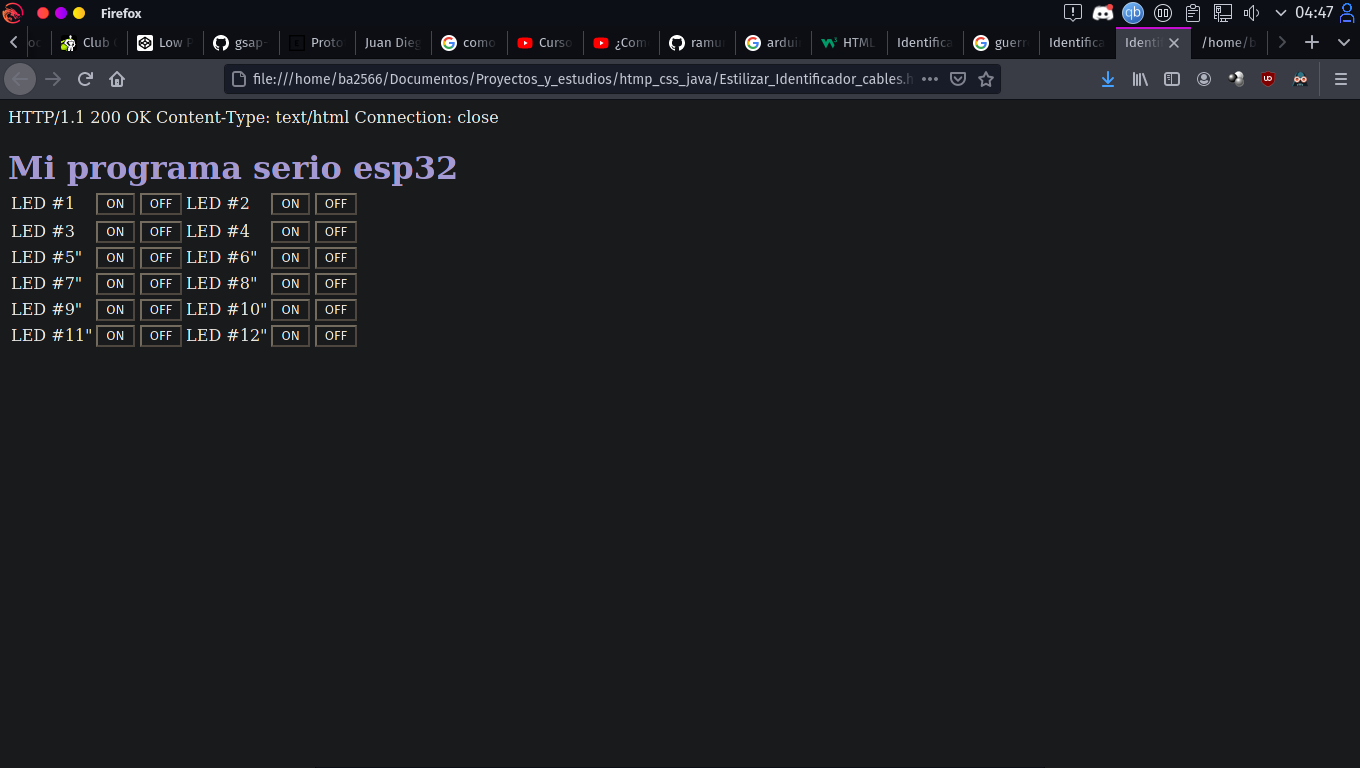 Firefox
04:47
Club
Low P
gsap-
Proto
Juan Dieg
como
Curso
¿Com
ramu
ardui
HTML
Identifica
guerr
Identifica
Identi
/home/b
file:///home/ba2566/Documentos/Proyectos_y_estudios/htmp_css_java/Estilizar_Identificador_cables.h
HTTP/1.1 200 OK Content-Type: text/html Connection: close
Mi programa serio esp32
LED #1 ON OFF LED #2 ON OFF
LED #3 ON OFF LED #4 ON OFF
LED #5" ON OFF LED #6" ON OFF
LED #7" ON OFF LED #8" ON OFF
LED #9" ON OFF LED #10" ON OFF
LED #11" ON OFF LED #12" ON OFF